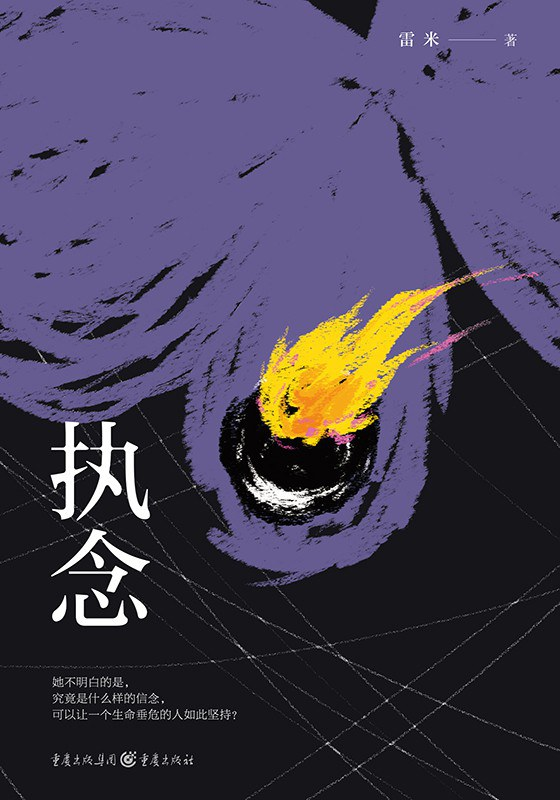 雷米 —— 著
执
念
她不明白的是，
究竟是什么样的信念，
可以让一个生命垂危的人如此坚持？
重庆出版集团 重庆出版社